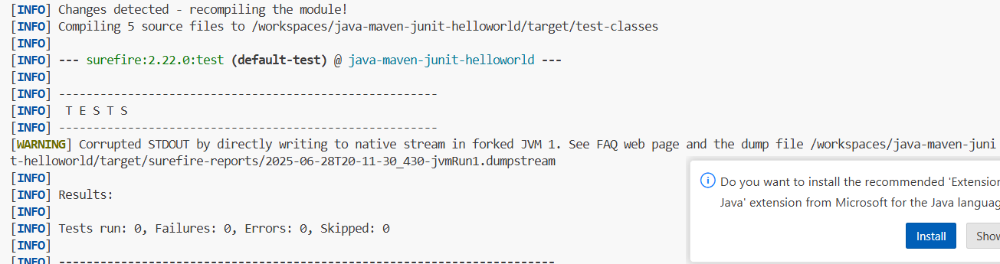 [INFO] Changes detected - recompiling the module!
[INFO] Compiling 5 source files to /workspaces/java-maven-junit-helloworld/target/test-classes
[INFO]
[INFO] --- surefire:2.22.0:test (default-test) @ java-maven-junit-helloworld ---
[INFO]
[INFO] -------------------------------------------------------
[INFO]  T E S T S
[INFO] -------------------------------------------------------
[WARNING] Corrupted STDOUT by directly writing to native stream in forked JVM 1. See FAQ web page and the dump file /workspaces/java-maven-juni
t-helloworld/target/surefire-reports/2025-06-28T20-11-30_430-jvmRun1.dumpstream
[INFO]
[INFO] Results:
[INFO]
[INFO] Tests run: 0, Failures: 0, Errors: 0, Skipped: 0
[INFO]
[INFO] ------------------------------------------------------------------------
Do you want to install the recommended 'Extension
Java' extension from Microsoft for the Java languag
Install
Show